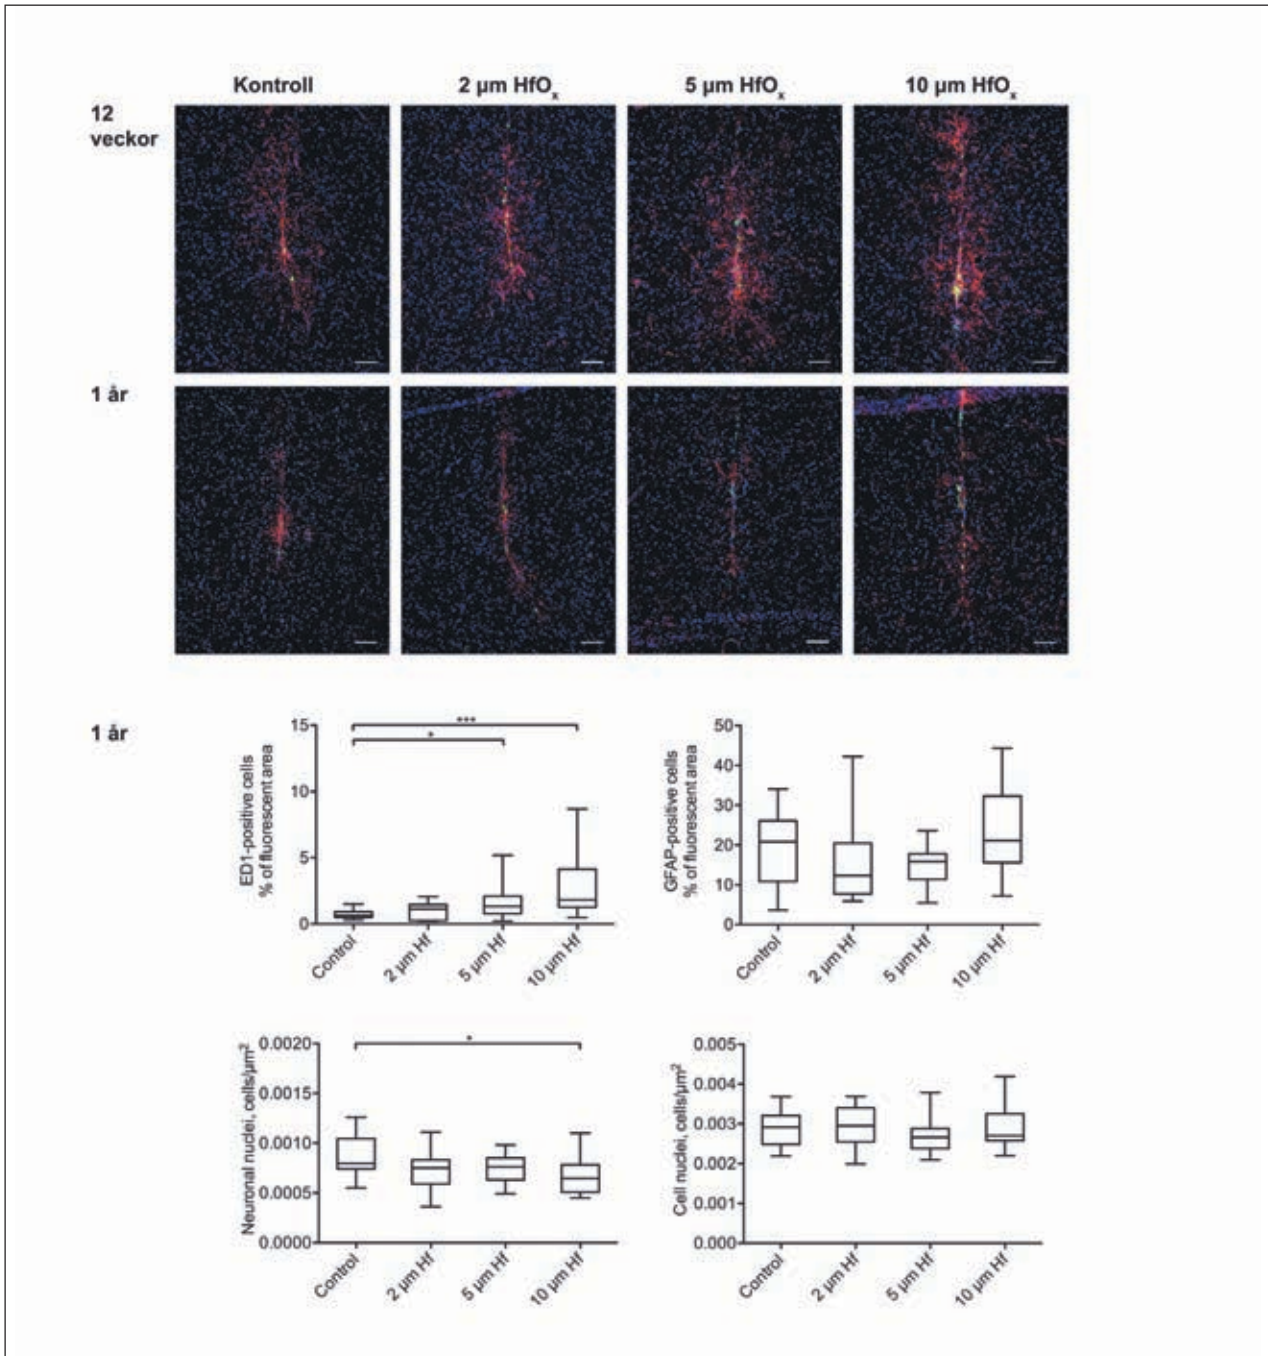 Kontroll 2 µm HfOx 5 µm HfOx 10 µm HfOx
12
veckor
1 år
1 år
ED1-positive cells
% of fluorescent area
15
10
5
0
***
*
Control 2 µm Hf 5 µm Hf 10 µm Hf
GFAP-positive cells
% of fluorescent area
50
40
30
20
10
0
Control 2 µm Hf 5 µm Hf 10 µm Hf
Neuronal nuclei, cells/µm²
0.0020
0.0015
0.0010
0.0005
0.0000
*
Control 2 µm Hf 5 µm Hf 10 µm Hf
Cell nuclei, cells/µm²
0.005
0.004
0.003
0.002
0.001
0.000
Control 2 µm Hf 5 µm Hf 10 µm Hf